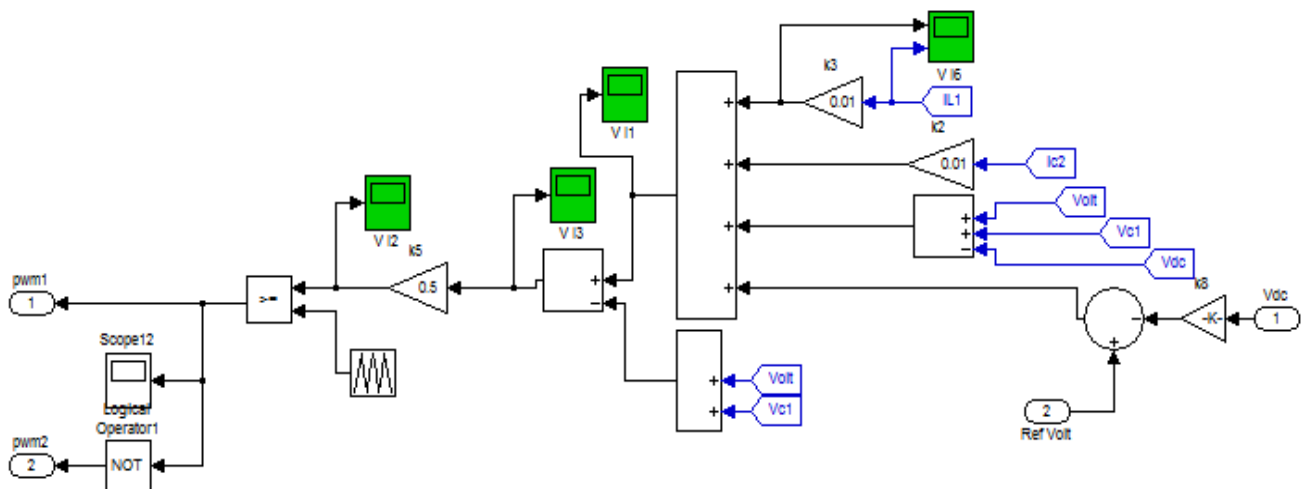 V I6
k3
0.01
IL1
V I1
k2
0.01
Ic2
Volt
Vc1
Vdc
V I3
V I2
k5
0.5
k8
-K-
Vdc
1
pwm1
1
>=
Scope12
Logical
Operator1
NOT
pwm2
2
Volt
Vc1
2
Ref Volt
+
+
+
+
+
+
−
+
−
−
+
+
+